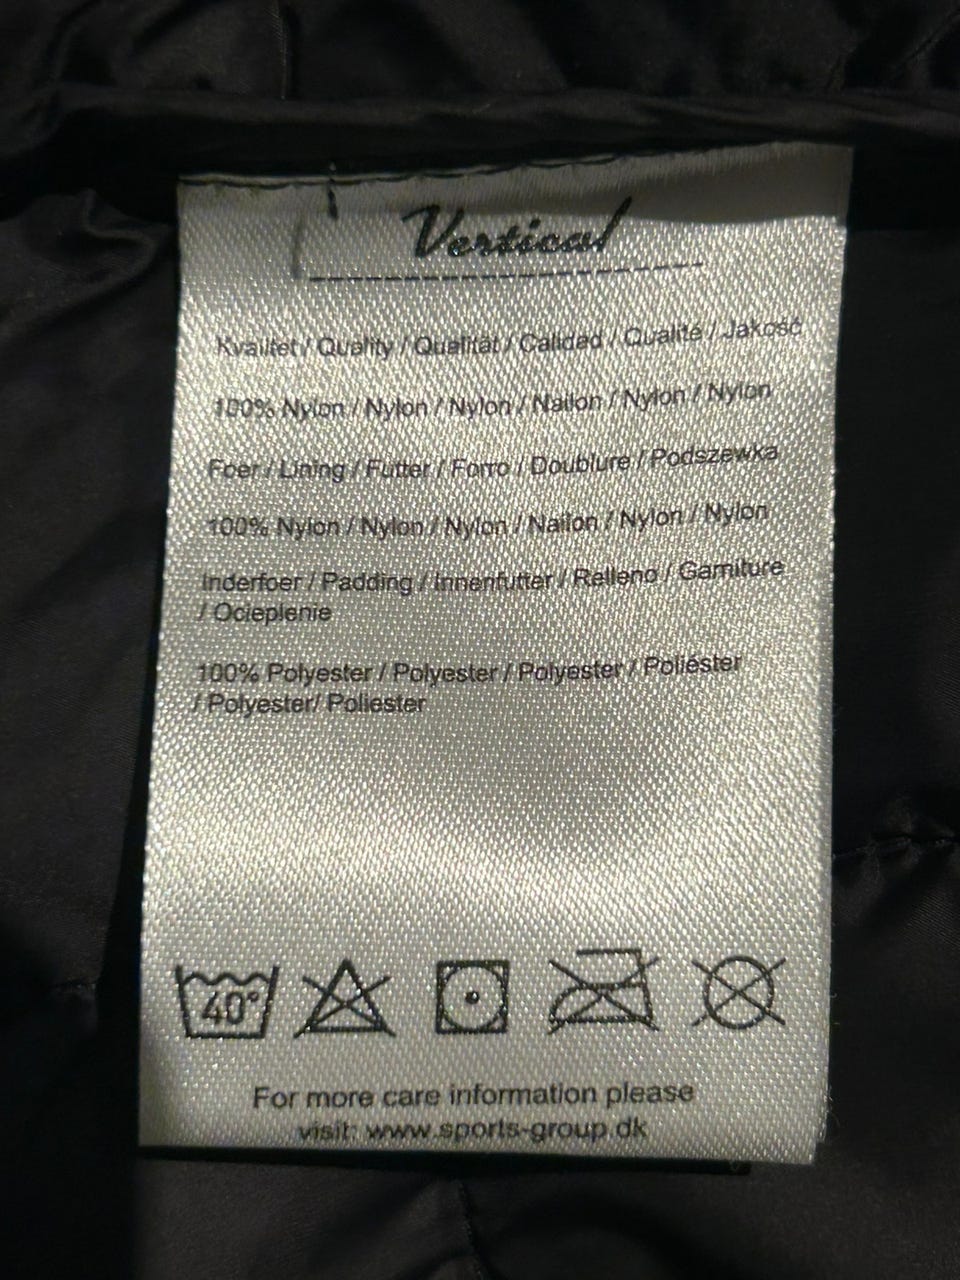 Vertical
Kvalitet / Quality / Qualität / Calided / Qualité / Jakość
100% Nylon / Nylon / Nylon / Nailon / Nylon / Nylon
Foer / Lining / Futter / Forro / Doublure / Podszewka
100% Nylon / Nylon / Nylon / Nailon / Nylon / Nylon
Inderfoer / Padding / Innenfutter / Relleno / Garniture
/ Ocieplenie
100% Polyester / Polyester / Polyester / Poliéster
/ Polyester/ Poliester
40°
For more care information please
visit: www.sports-group.dk